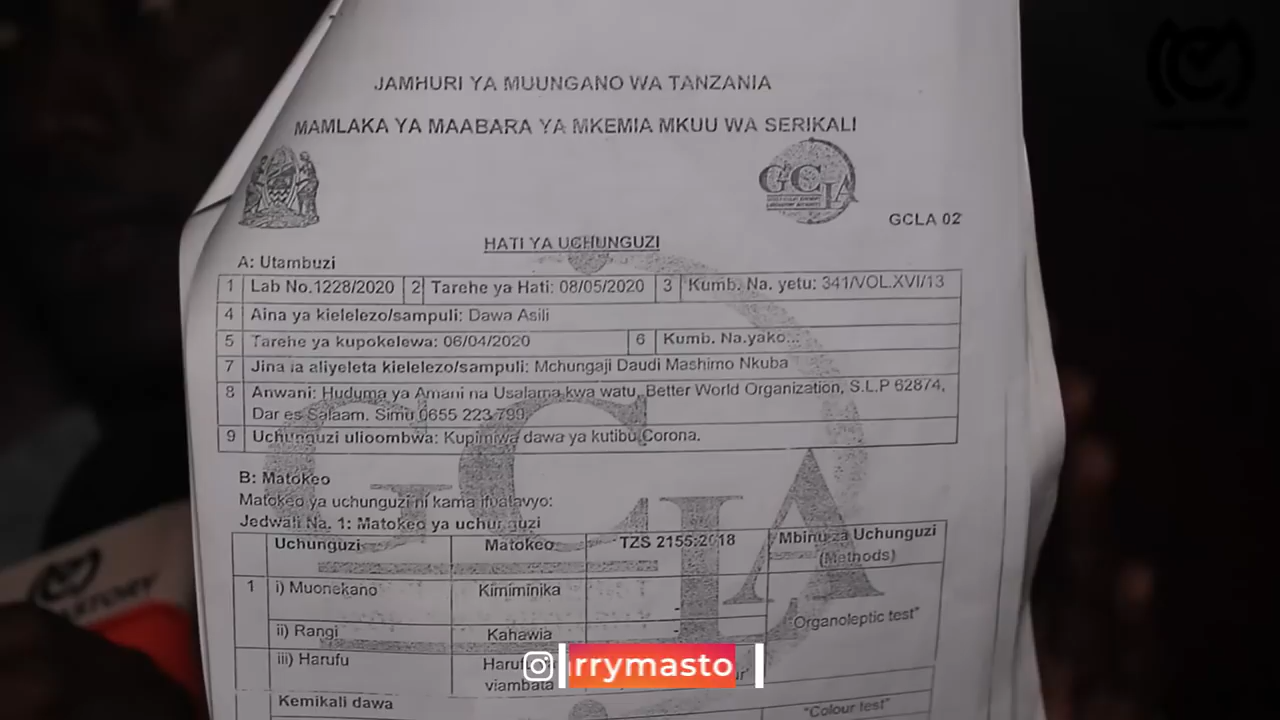 JAMHURI YA MUUNGANO WA TANZANIA
MAMLAKA YA MAABARA YA MKEMIA MKUU WA SERIKALI
GCLA
GCLA 02
HATI YA UCHUNGUZI
A: Utambuzi
1 Lab No.1228/2020 2 Tarehe ya Hati: 08/05/2020 3 Kumb. Na. yetu: 341/VOL.XVI/13
4 Aina ya kielelezo/sampuli: Dawa Asili
5 Tarehe ya kupokelewa: 06/04/2020 6 Kumb. Na.yako...
7 Jina la aliyeleta kielelezo/sampuli: Mchungaji Daudi Mashimo Nkuba
8 Anwani: Huduma ya Amani na Usalama kwa watu, Better World Organization, S.L.P 62874,
Dar es Salaam. Simu 0655 223 799.
9 Uchunguzi ulioombwa: Kupimiwa dawa ya kutibu Corona.
B: Matokeo
Matokeo ya uchunguzi ni kama ifuatavyo:
Jedwali Na. 1: Matokeo ya uchunguzi
Uchunguzi Matokeo TZS 2155:2018 Mbinu za Uchunguzi
(Methods)
1 i) Muonekano Kimiminika -
"Organoleptic test"
ii) Rangi Kahawia -
iii) Harufu
viambata
Kemikali dawa
"Colour test"
rrymasto
GCLA